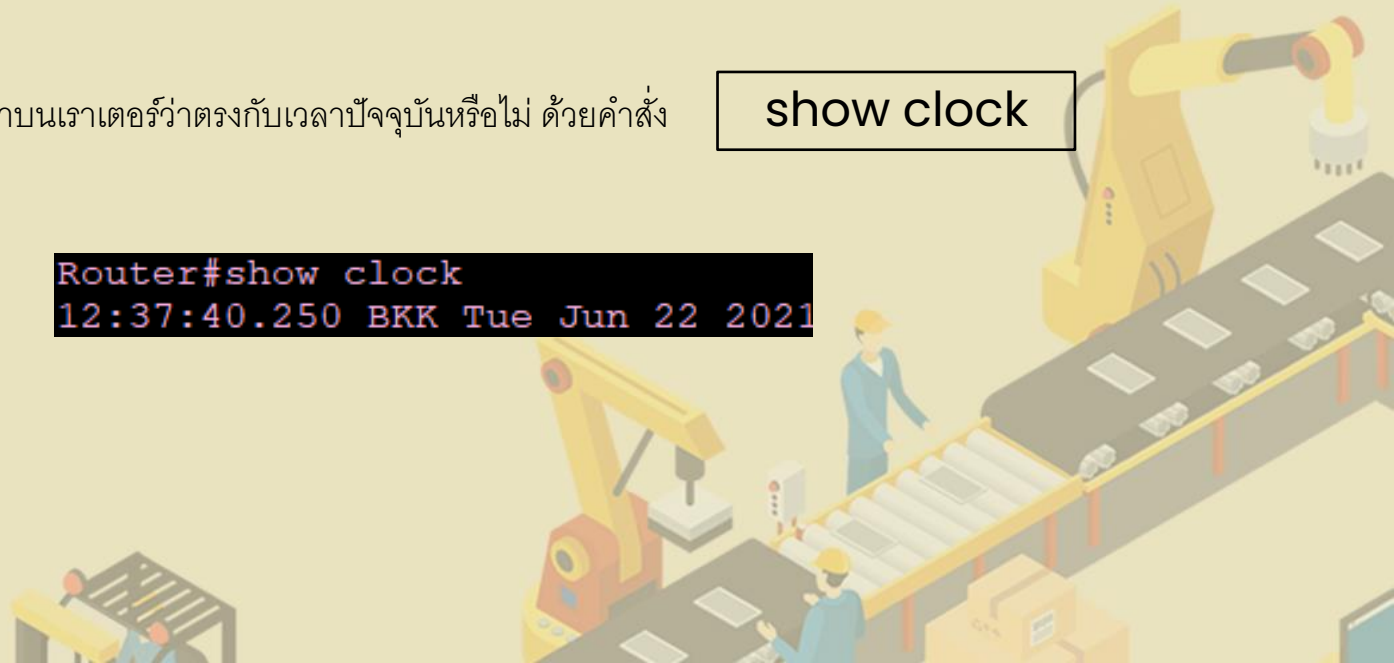 บนเราเตอร์ว่าตรงกับเวลาปัจจุบันหรือไม่ ด้วยคำสั่ง
show clock
Router#show clock
12:37:40.250 BKK Tue Jun 22 2021